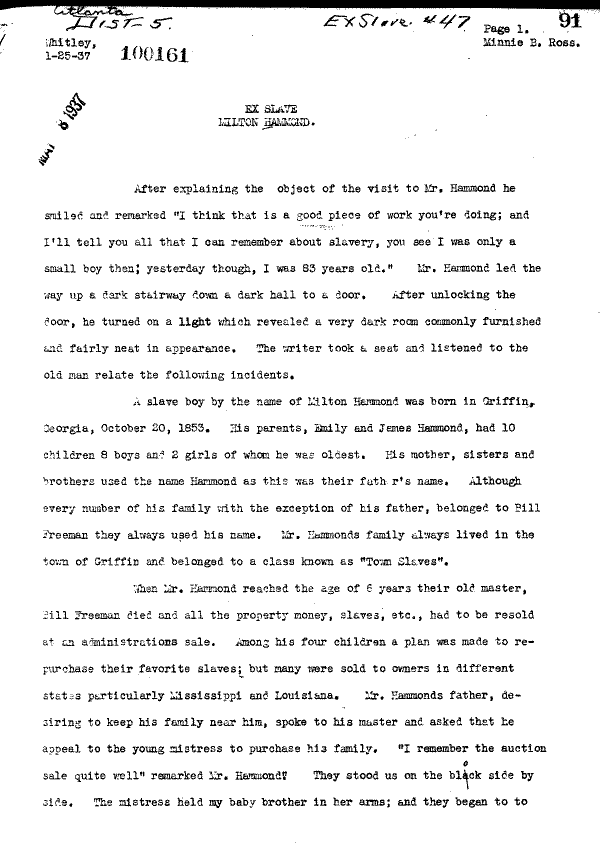 Atlanta
Dist-5.
Ex Slave #47
Page 1.
91
Whitley,
1-25-37
100161
Minnie B. Ross.
MAY 8 1937
EX SLAVE
MILTON HAMMOND.
After explaining the object of the visit to Mr. Hammond he
smiled and remarked "I think that is a good piece of work you're doing; and
I'll tell you all that I can remember about slavery, you see I was only a
small boy then; yesterday though, I was 83 years old." Mr. Hammond led the
way up a dark stairway down a dark hall to a door. After unlocking the
door, he turned on a light which revealed a very dark room commonly furnished
and fairly neat in appearance. The writer took a seat and listened to the
old man relate the following incidents.
A slave boy by the name of Milton Hammond was born in Griffin,
Georgia, October 20, 1853. His parents, Emily and James Hammond, had 10
children 8 boys and 2 girls of whom he was oldest. His mother, sisters and
brothers used the name Hammond as this was their fath r's name. Although
every number of his family with the exception of his father, belonged to Bill
Freeman they always used his name. Mr. Hammonds family always lived in the
town of Griffin and belonged to a class known as "Town Slaves".
When Mr. Hammond reached the age of 6 years their old master,
Bill Freeman died and all the property money, slaves, etc., had to be resold
at an administrations sale. Among his four children a plan was made to re-
purchase their favorite slaves; but many were sold to owners in different
states particularly Mississippi and Louisiana. Mr. Hammonds father, de-
siring to keep his family near him, spoke to his master and asked that he
appeal to the young mistress to purchase his family. "I remember the auction
sale quite well" remarked Mr. Hammond! They stood us on the block side by
side. The mistress held my baby brother in her arms; and they began to to